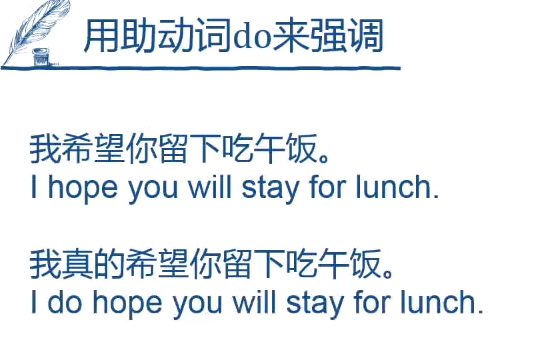 用助动词do来强调
我希望你留下吃午饭。
I hope you will stay for lunch.
我真的希望你留下吃午饭。
I do hope you will stay for lunch.